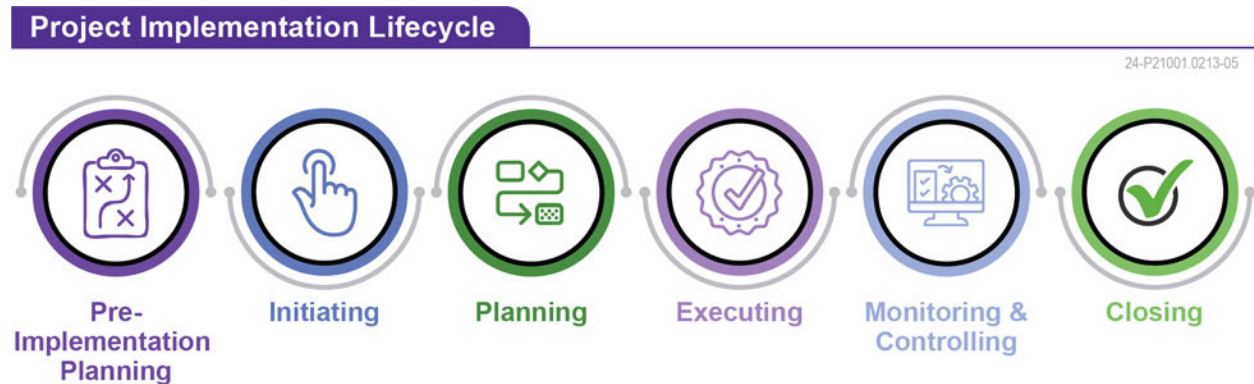 Project Implementation Lifecycle
24-P21001.0213-05
Pre-
Implementation
Planning
Initiating
Planning
Executing
Monitoring &
Controlling
Closing